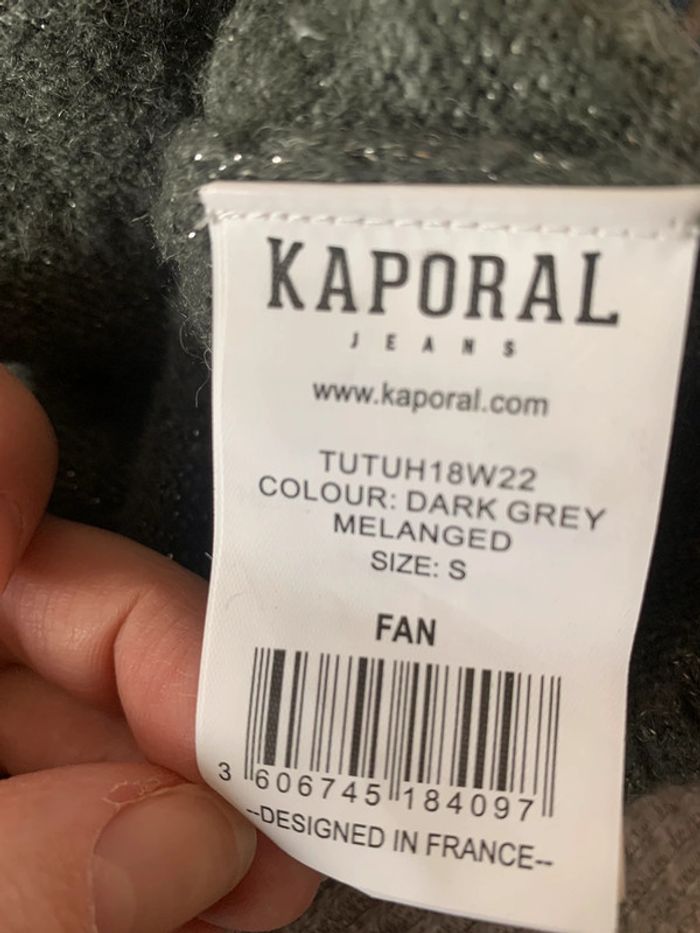 KAPORAL
JEANS
www.kaporal.com
TUTUH18W22
COLOUR: DARK GREY
MELANGED
SIZE: S
FAN
3 606745 184097
--DESIGNED IN FRANCE--